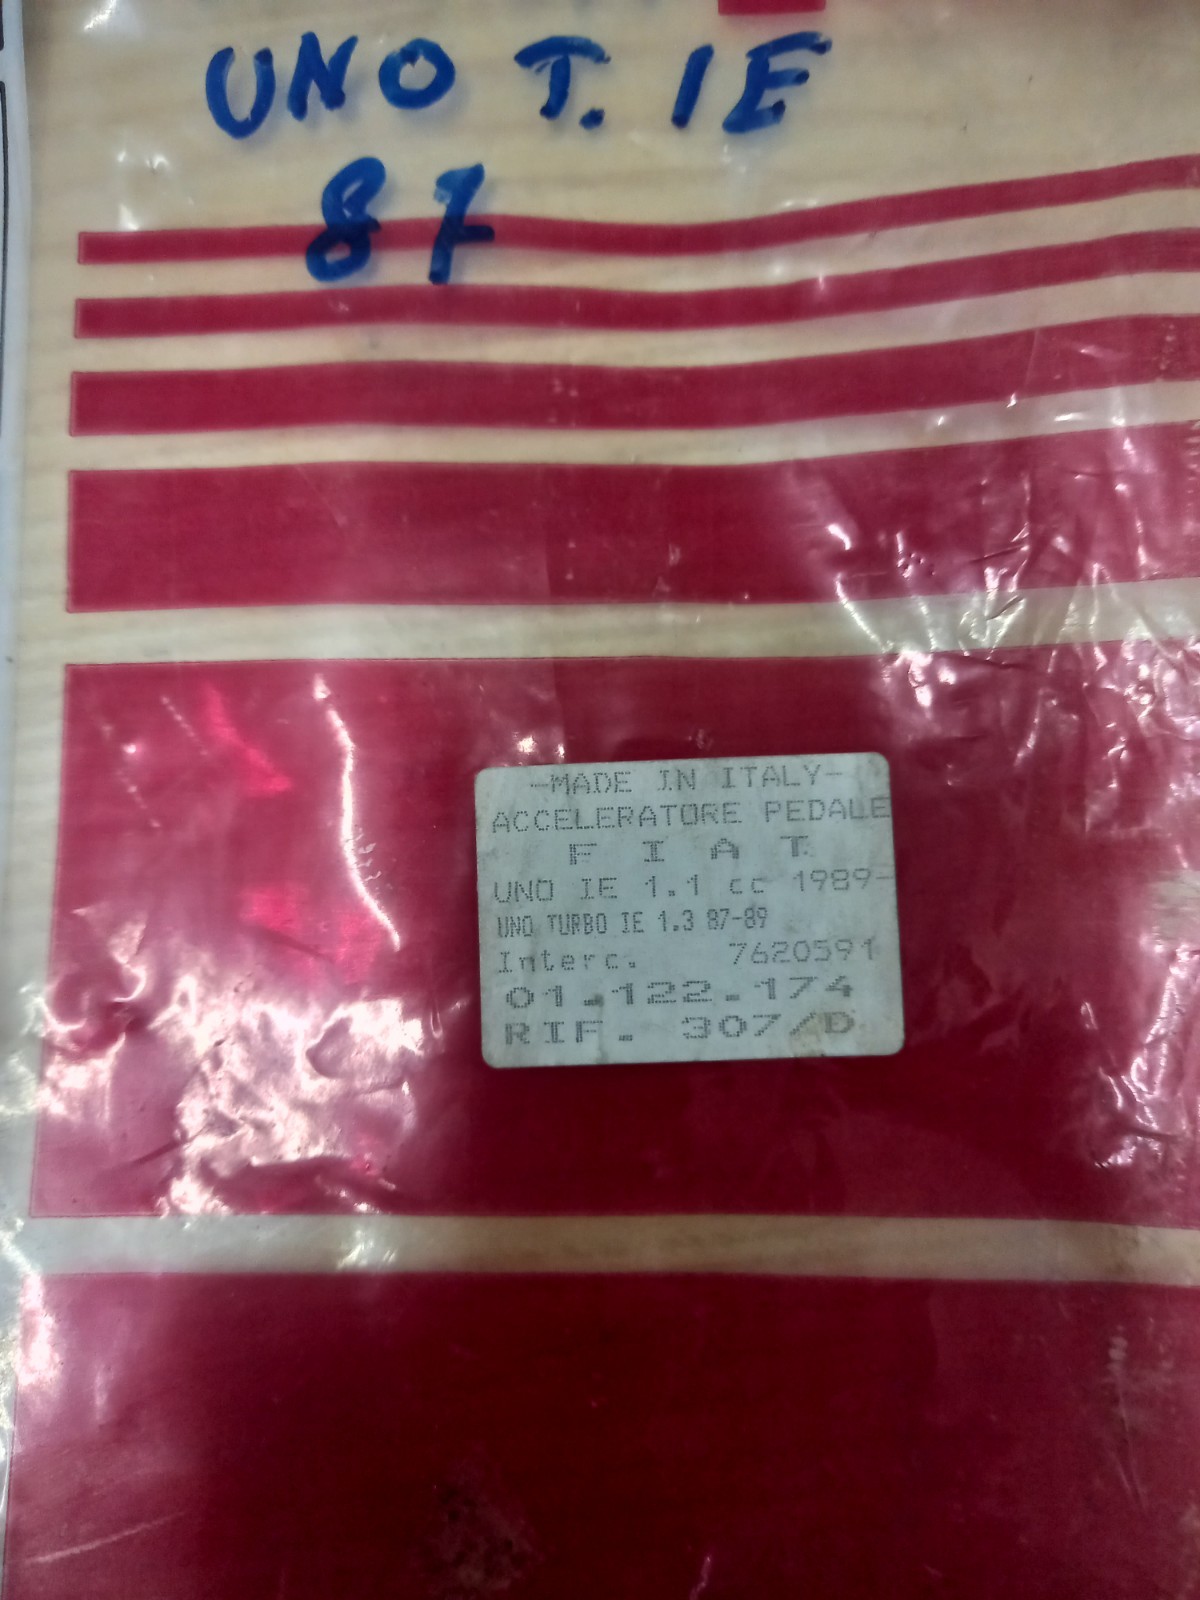 UNO T. IE
87
-MADE IN ITALY-
ACCELERATORE PEDALE
F I A T
UNO IE 1.1 cc 1989-
UNO TURBO IE 1.3 87-89
Interc. 7620591
01.122.174
RIF. 307/D